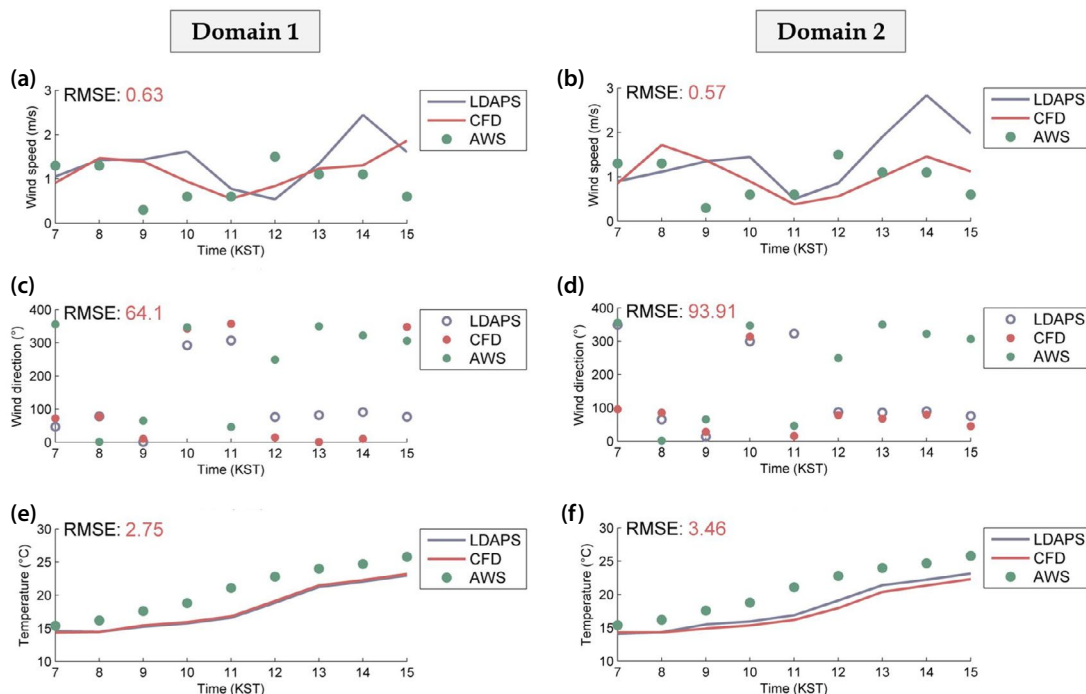 Domain 1
Domain 2
(a)
RMSE: 0.63
Wind speed (m/s)
3
2
1
0
7 8 9 10 11 12 13 14 15
Time (KST)
LDAPS
CFD
AWS
(b)
RMSE: 0.57
Wind speed (m/s)
3
2
1
0
7 8 9 10 11 12 13 14 15
Time (KST)
LDAPS
CFD
AWS
(c)
RMSE: 64.1
Wind direction (°)
400
300
200
100
0
7 8 9 10 11 12 13 14 15
Time (KST)
LDAPS
CFD
AWS
(d)
RMSE: 93.91
Wind direction (°)
400
300
200
100
0
7 8 9 10 11 12 13 14 15
Time (KST)
LDAPS
CFD
AWS
(e)
RMSE: 2.75
Temperature (°C)
30
25
20
15
10
7 8 9 10 11 12 13 14 15
Time (KST)
LDAPS
CFD
AWS
(f)
RMSE: 3.46
Temperature (°C)
30
25
20
15
10
7 8 9 10 11 12 13 14 15
Time (KST)
LDAPS
CFD
AWS